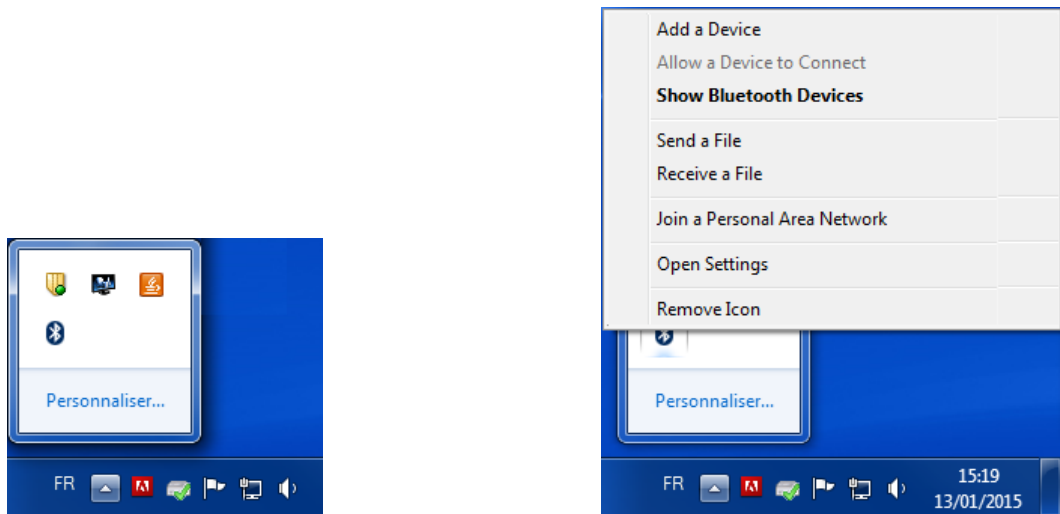 Personnaliser...
FR
Add a Device
Allow a Device to Connect
Show Bluetooth Devices
Send a File
Receive a File
Join a Personal Area Network
Open Settings
Remove Icon
Personnaliser...
FR
15:19
13/01/2015